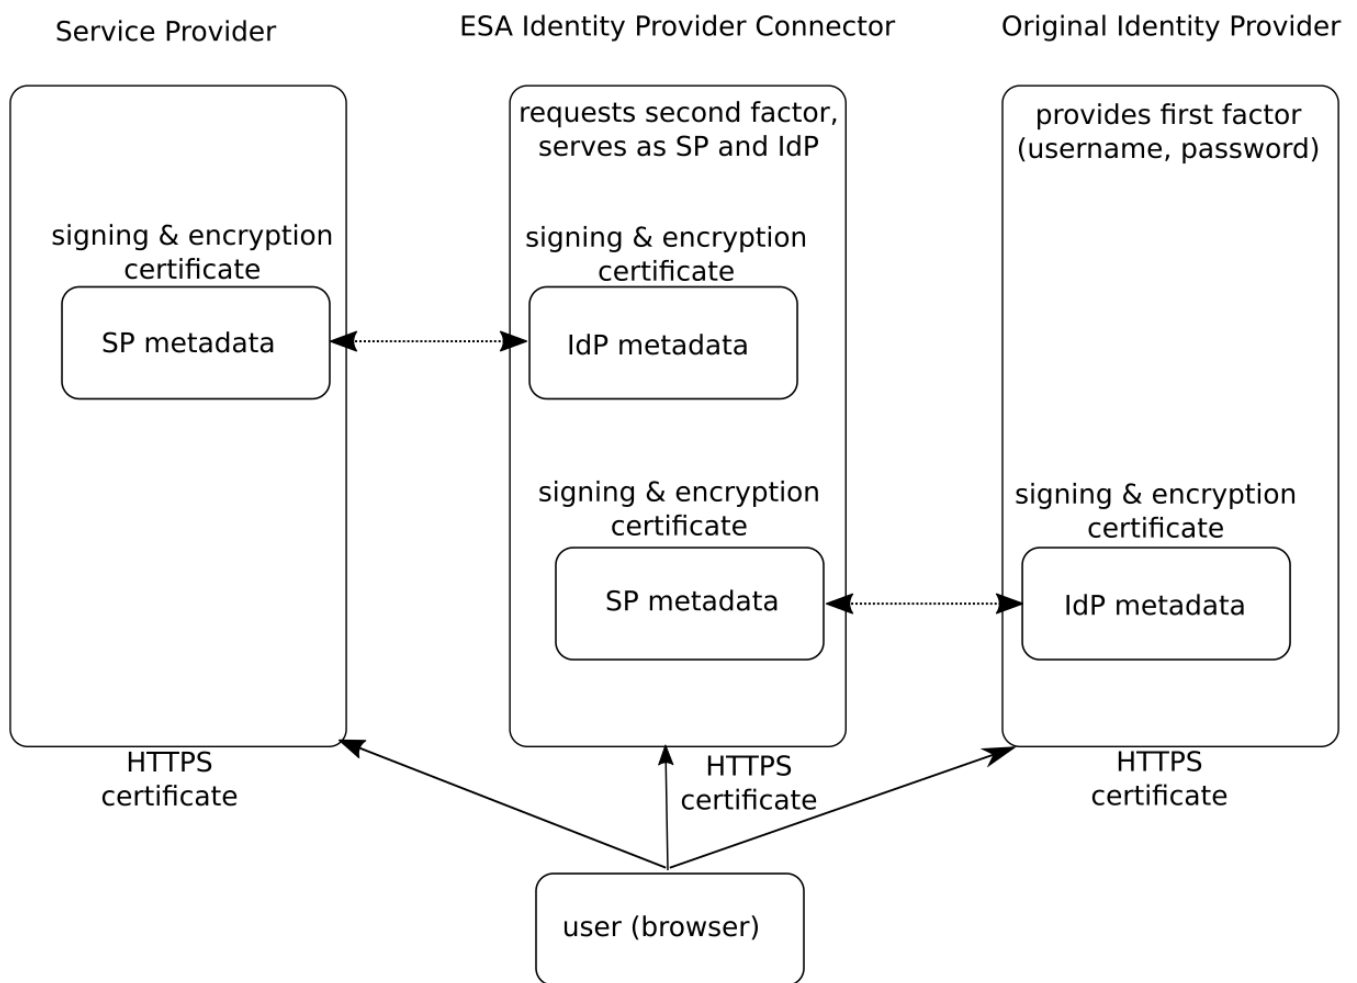 Service Provider
ESA Identity Provider Connector
Original Identity Provider
requests second factor,
serves as SP and IdP
provides first factor
(username, password)
signing & encryption
certificate
SP metadata
signing & encryption
certificate
IdP metadata
signing & encryption
certificate
SP metadata
signing & encryption
certificate
IdP metadata
HTTPS
certificate
HTTPS
certificate
HTTPS
certificate
user (browser)